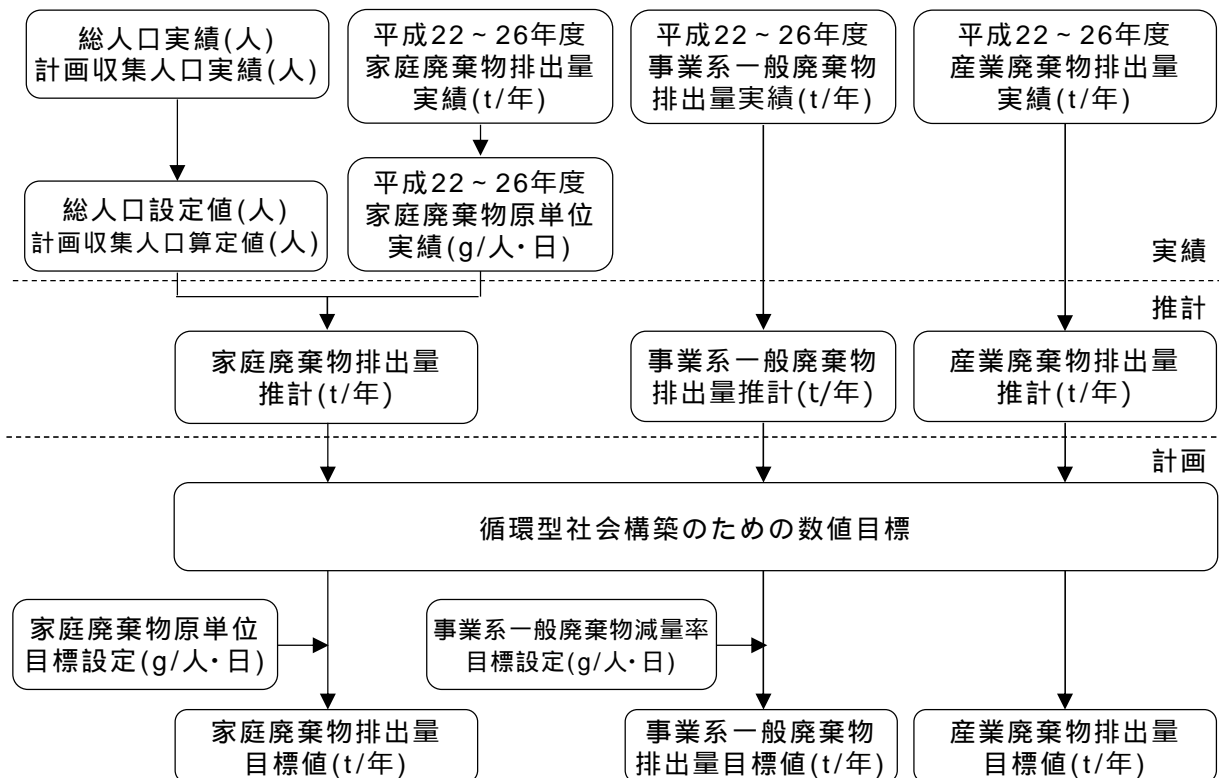 総人口実績(人)
計画収集人口実績(人)
平成22～26年度
家庭廃棄物排出量
実績(t/年)
平成22～26年度
事業系一般廃棄物
排出量実績(t/年)
平成22～26年度
産業廃棄物排出量
実績(t/年)
総人口設定値(人)
計画収集人口算定値(人)
平成22～26年度
家庭廃棄物原単位
実績(g/人･日)
実績
推計
家庭廃棄物排出量
推計(t/年)
事業系一般廃棄物
排出量推計(t/年)
産業廃棄物排出量
推計(t/年)
計画
循環型社会構築のための数値目標
家庭廃棄物原単位
目標設定(g/人･日)
事業系一般廃棄物減量率
目標設定(g/人･日)
家庭廃棄物排出量
目標値(t/年)
事業系一般廃棄物
排出量目標値(t/年)
産業廃棄物排出量
目標値(t/年)